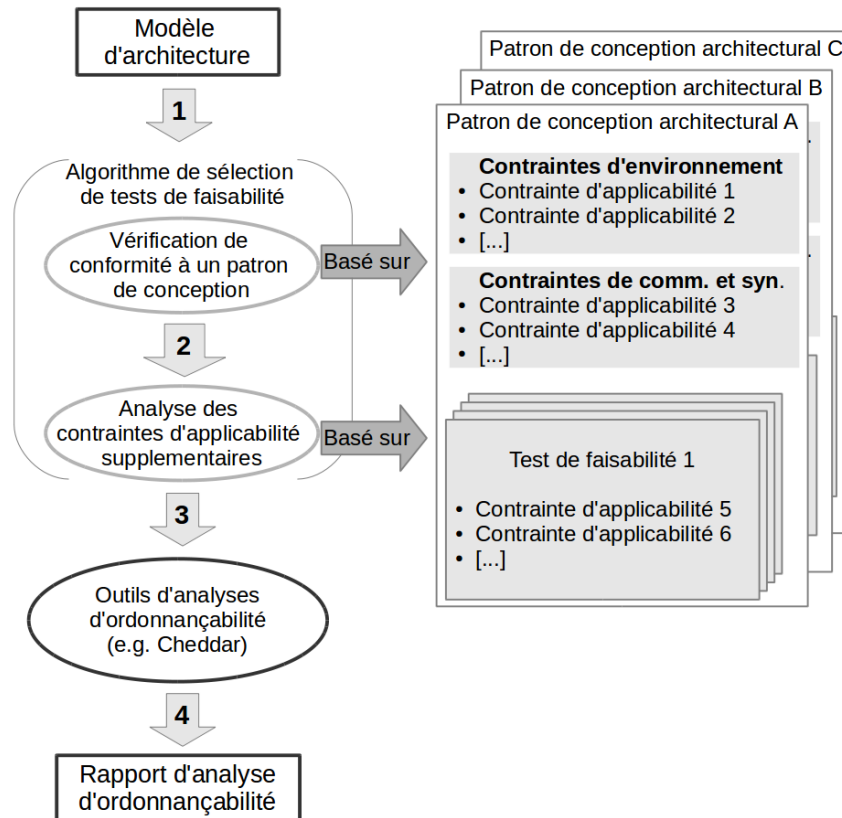 Modèle
d'architecture
1
Algorithme de sélection
de tests de faisabilité
Vérification de
conformité à un patron
de conception
Basé sur
2
Analyse des
contraintes d'applicabilité
supplementaires
Basé sur
3
Outils d'analyses
d'ordonnançabilité
(e.g. Cheddar)
4
Rapport d'analyse
d'ordonnançabilité
Patron de conception architectural C
Patron de conception architectural B
Patron de conception architectural A
Contraintes d'environnement
• Contrainte d'applicabilité 1
• Contrainte d'applicabilité 2
• [...]
Contraintes de comm. et syn.
• Contrainte d'applicabilité 3
• Contrainte d'applicabilité 4
• [...]
Test de faisabilité 1
• Contrainte d'applicabilité 5
• Contrainte d'applicabilité 6
• [...]